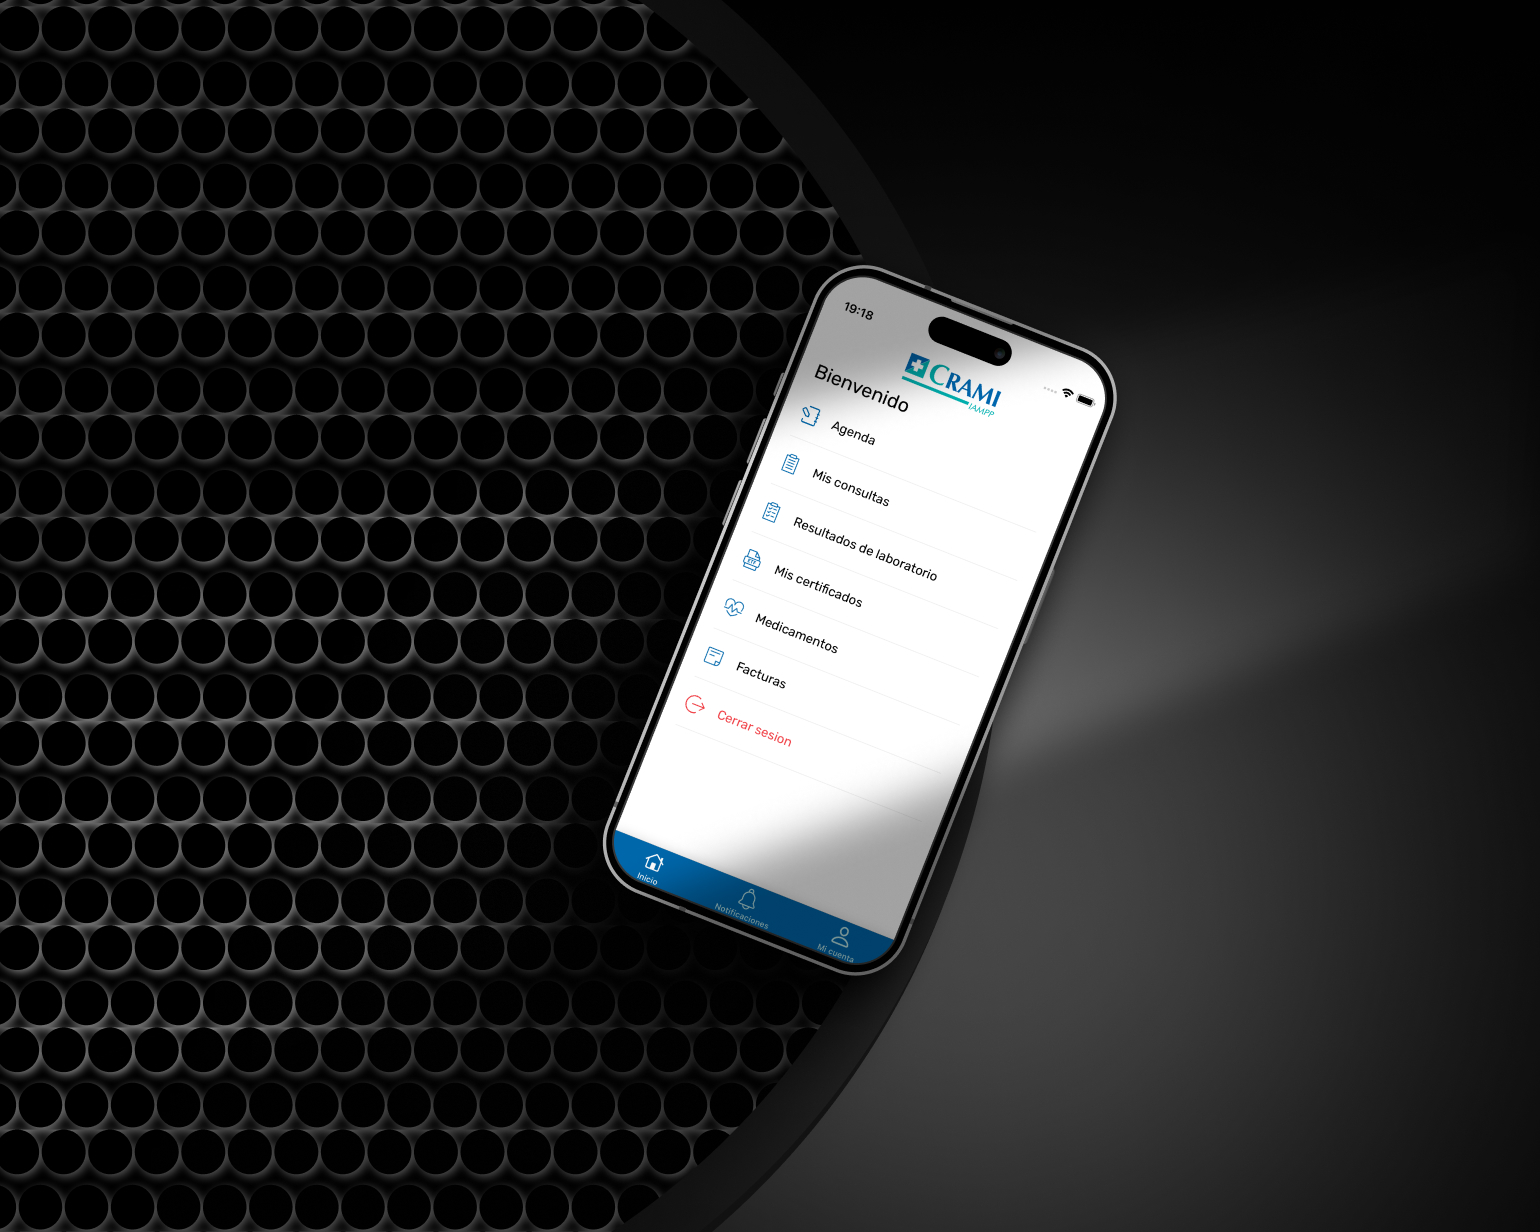 19:18
CRAMI
IAMPP
Bienvenido
Agenda
Mis consultas
Resultados de laboratorio
Mis certificados
Medicamentos
Facturas
Cerrar sesion
Inicio
Notificaciones
Mi cuenta